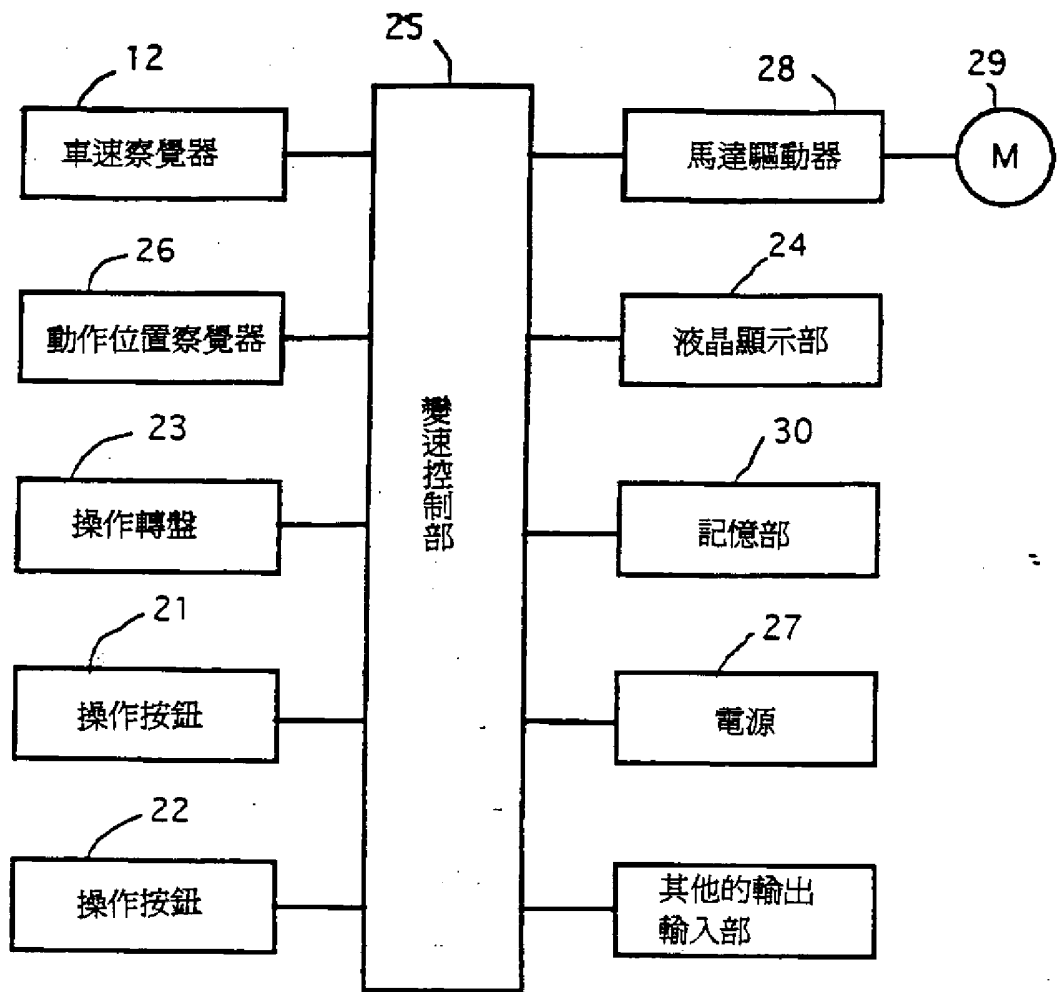 25
12
車速察覺器
28
馬達驅動器
29
M
26
動作位置察覺器
24
液晶顯示部
變速控制部
23
操作轉盤
30
記憶部
21
操作按鈕
27
電源
22
操作按鈕
其他的輸出
輸入部